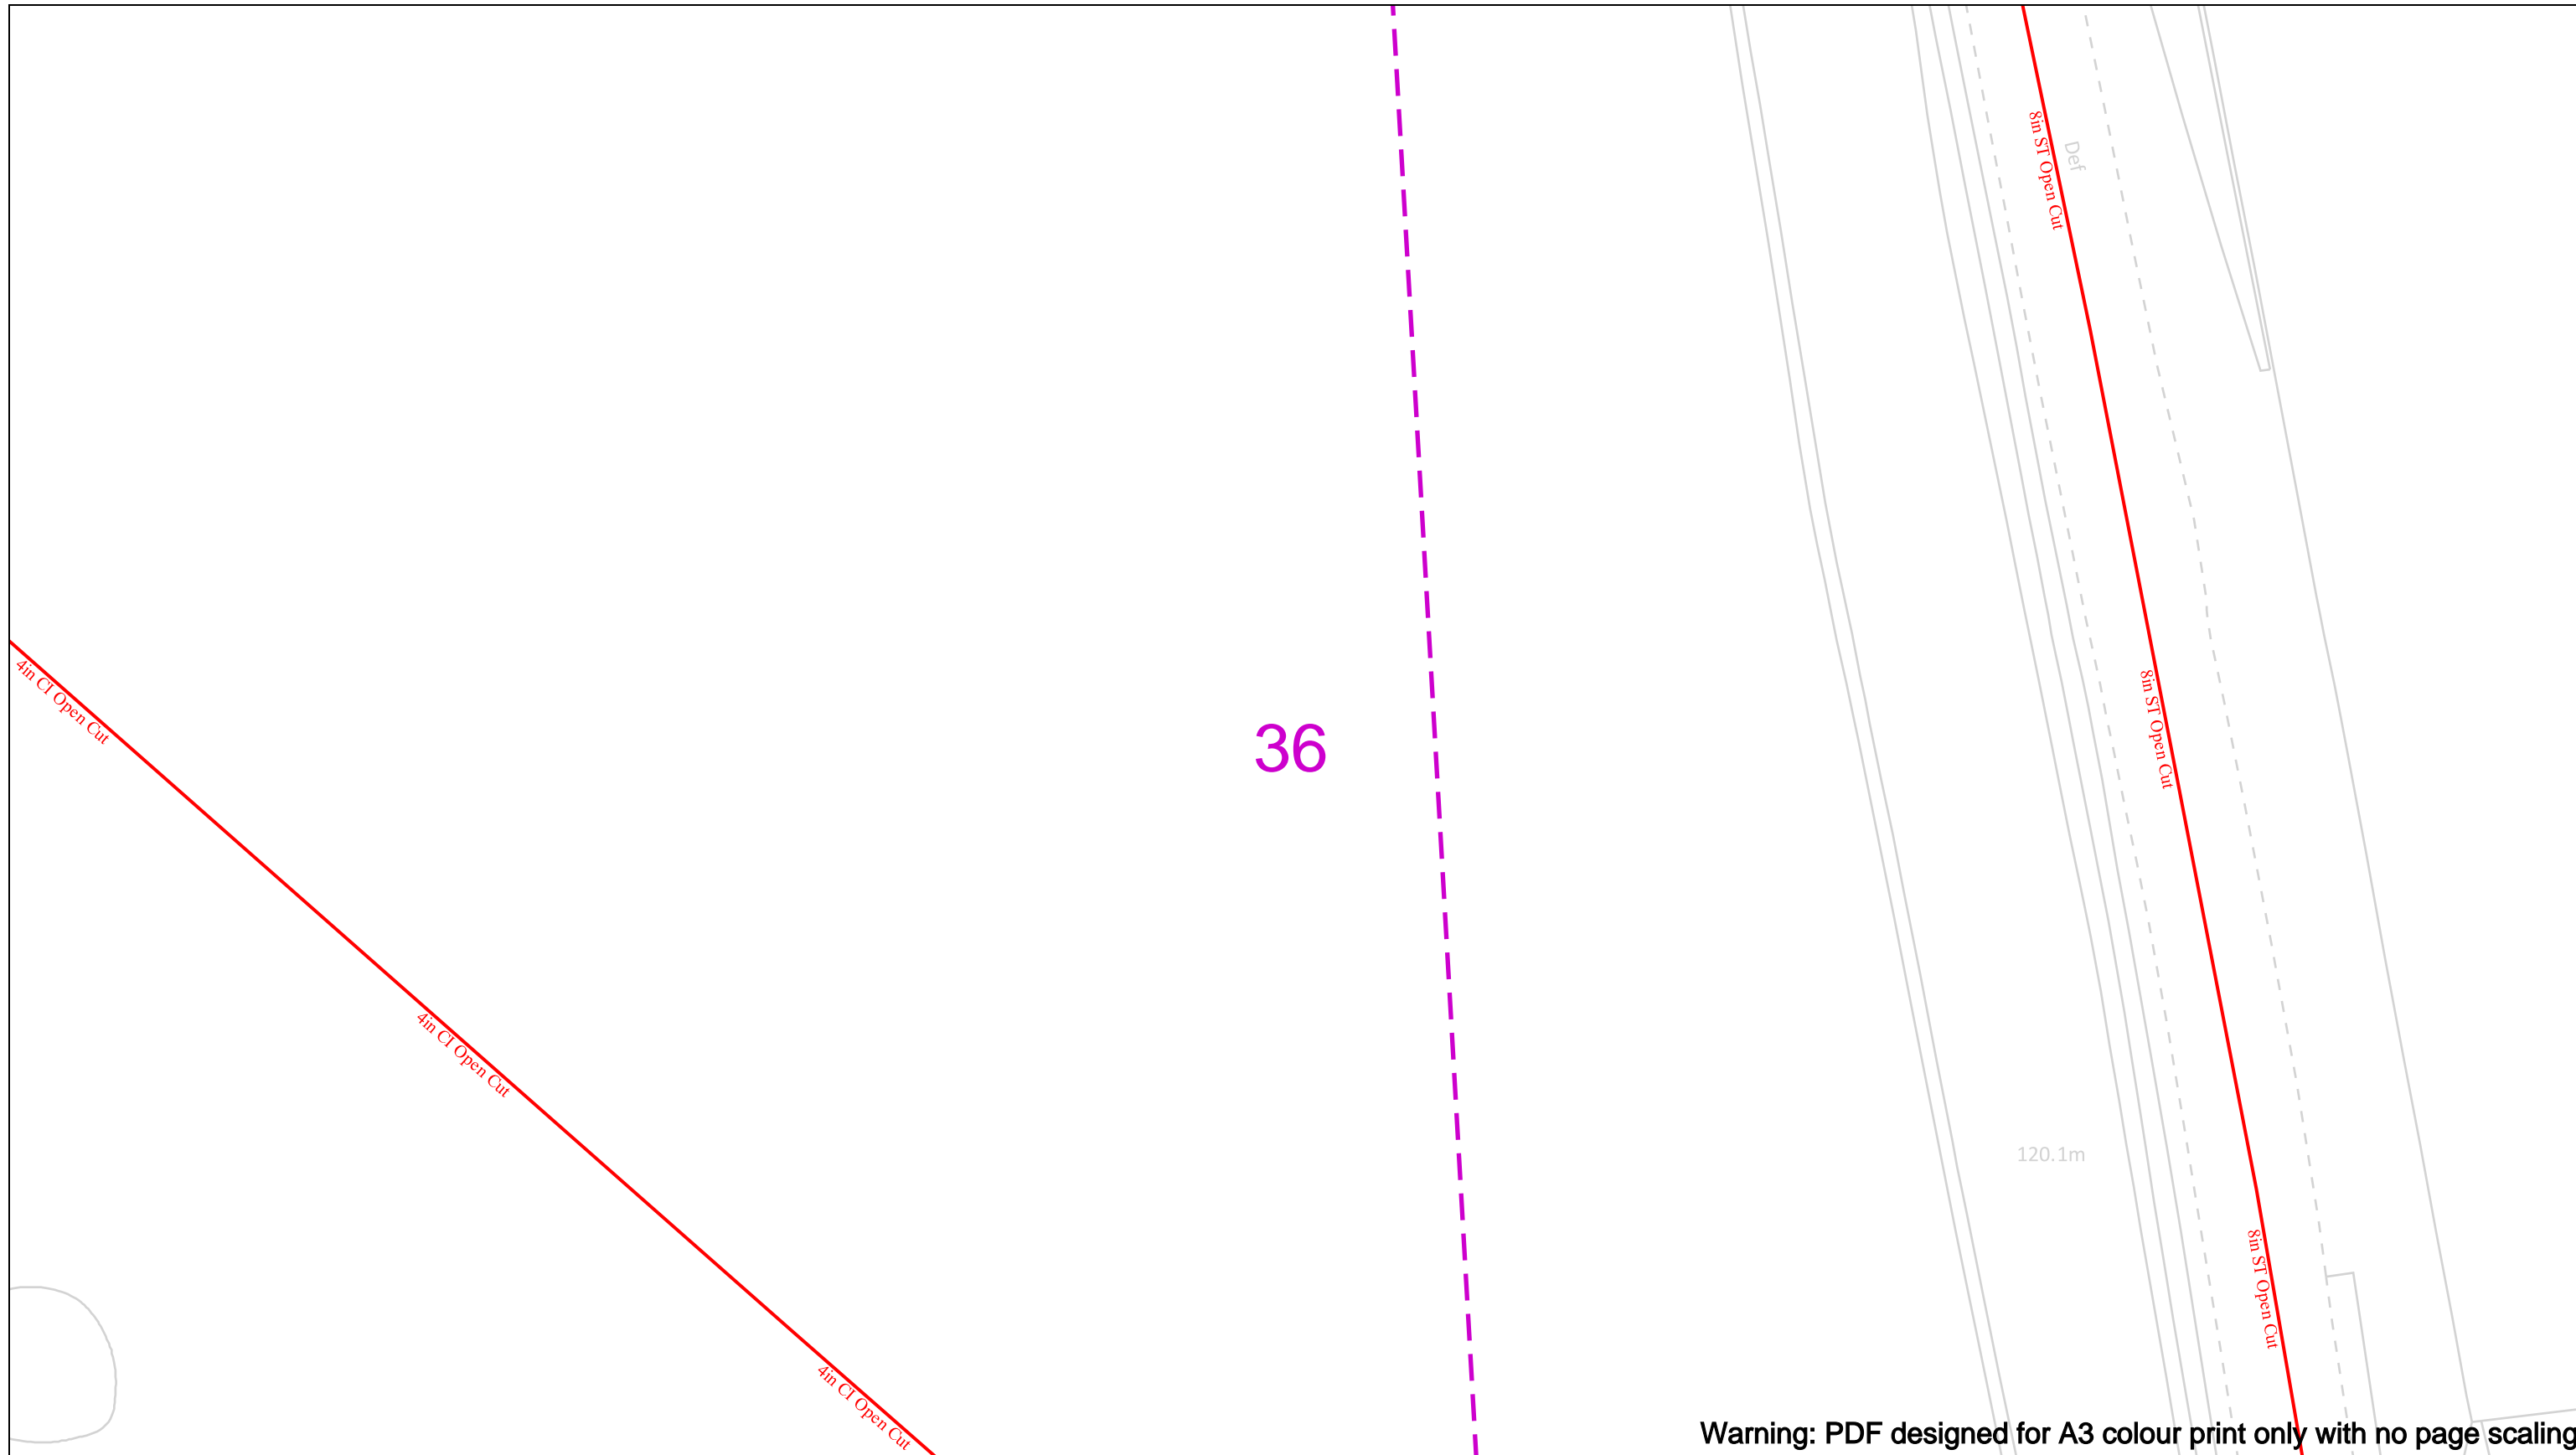 8in ST Open Cut
Def
4in CI Open Cut
36
8in ST Open Cut
4in CI Open Cut
120.1m
8in ST Open Cut
4in CI Open Cut
Warning: PDF designed for A3 colour print only with no page scaling